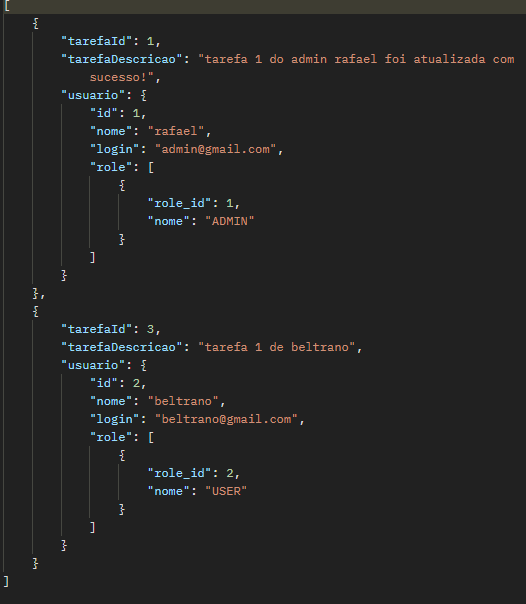 [
    {
        "tarefaId": 1,
        "tarefaDescricao": "tarefa 1 do admin rafael foi atualizada com
            sucesso!",
        "usuario": {
            "id": 1,
            "nome": "rafael",
            "login": "admin@gmail.com",
            "role": [
                {
                    "role_id": 1,
                    "nome": "ADMIN"
                }
            ]
        }
    },
    {
        "tarefaId": 3,
        "tarefaDescricao": "tarefa 1 de beltrano",
        "usuario": {
            "id": 2,
            "nome": "beltrano",
            "login": "beltrano@gmail.com",
            "role": [
                {
                    "role_id": 2,
                    "nome": "USER"
                }
            ]
        }
    }
]